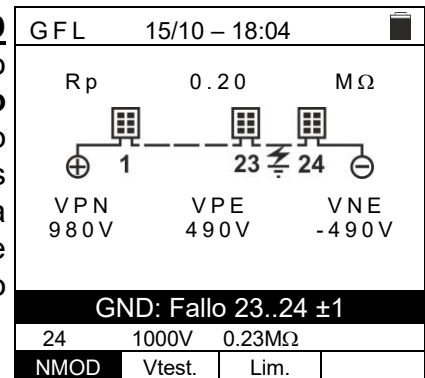 GFL 15/10 – 18:04
Rp 0.20 MΩ
1 23 24
VPN VPE VNE
980V 490V -490V
GND: Fallo 23..24 ±1
24 1000V 0.23MΩ
NMOD Vtest. Lim.